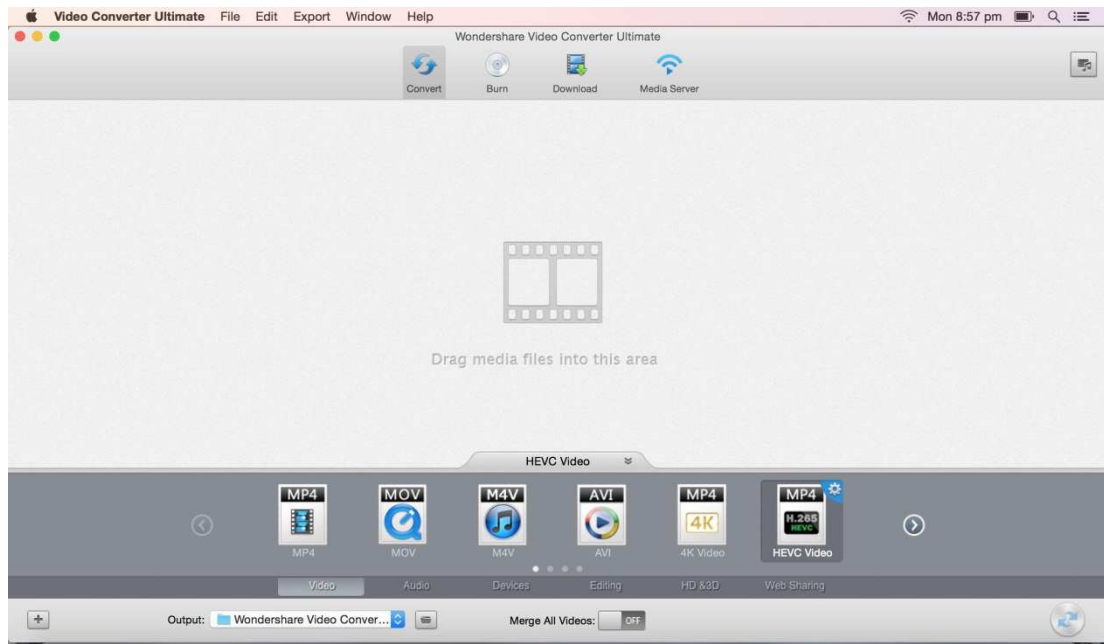 Video Converter Ultimate File Edit Export Window Help Mon 8:57 pm
Wondershare Video Converter Ultimate
Convert Burn Download Media Server
Drag media files into this area
HEVC Video
MP4 MOV M4V AVI MP4 MP4
4K H.265
HEVC
MP4 MOV M4V AVI 4K Video HEVC Video
Video Audio Devices Editing HD &3D Web Sharing
Output: Wondershare Video Conver... Merge All Videos: OFF